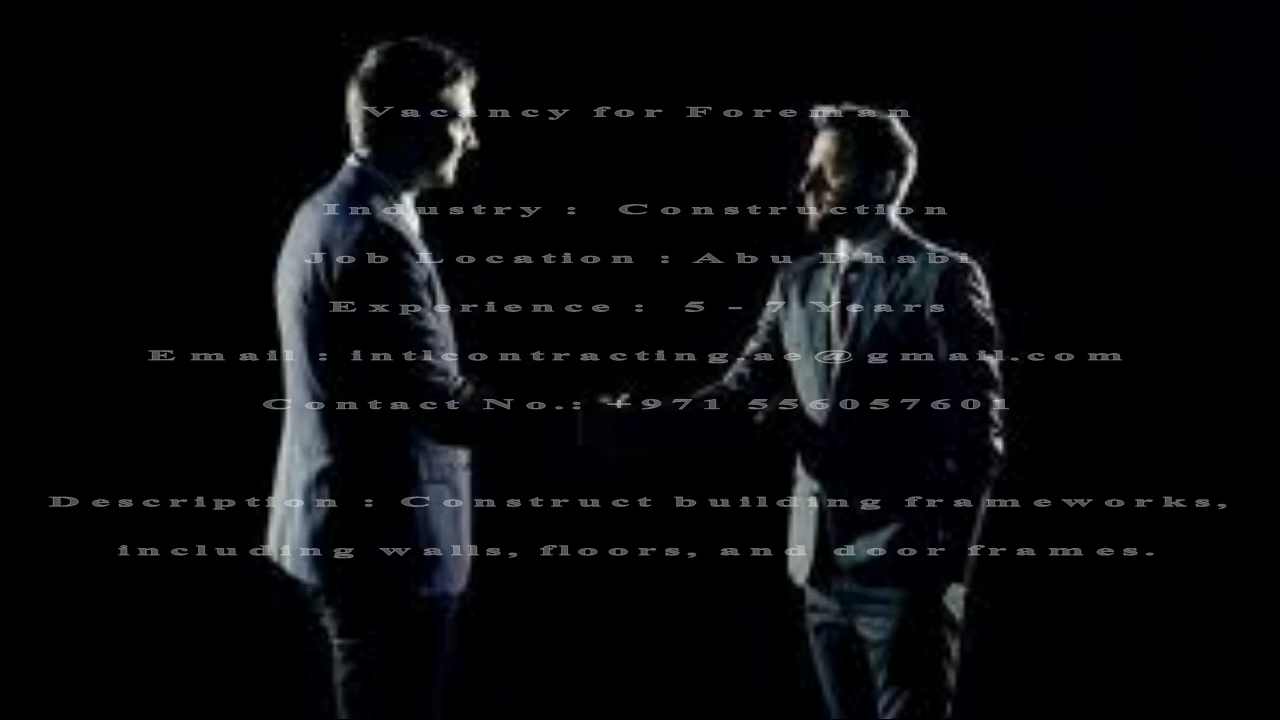 Vacancy for Foreman
Industry : Construction
Job Location : Abu Dhabi
Experience : 5 - 7 Years
Email : intlcontracting.ae@gmail.com
Contact No.: +971 556057601
Description : Construct building frameworks,
including walls, floors, and door frames.